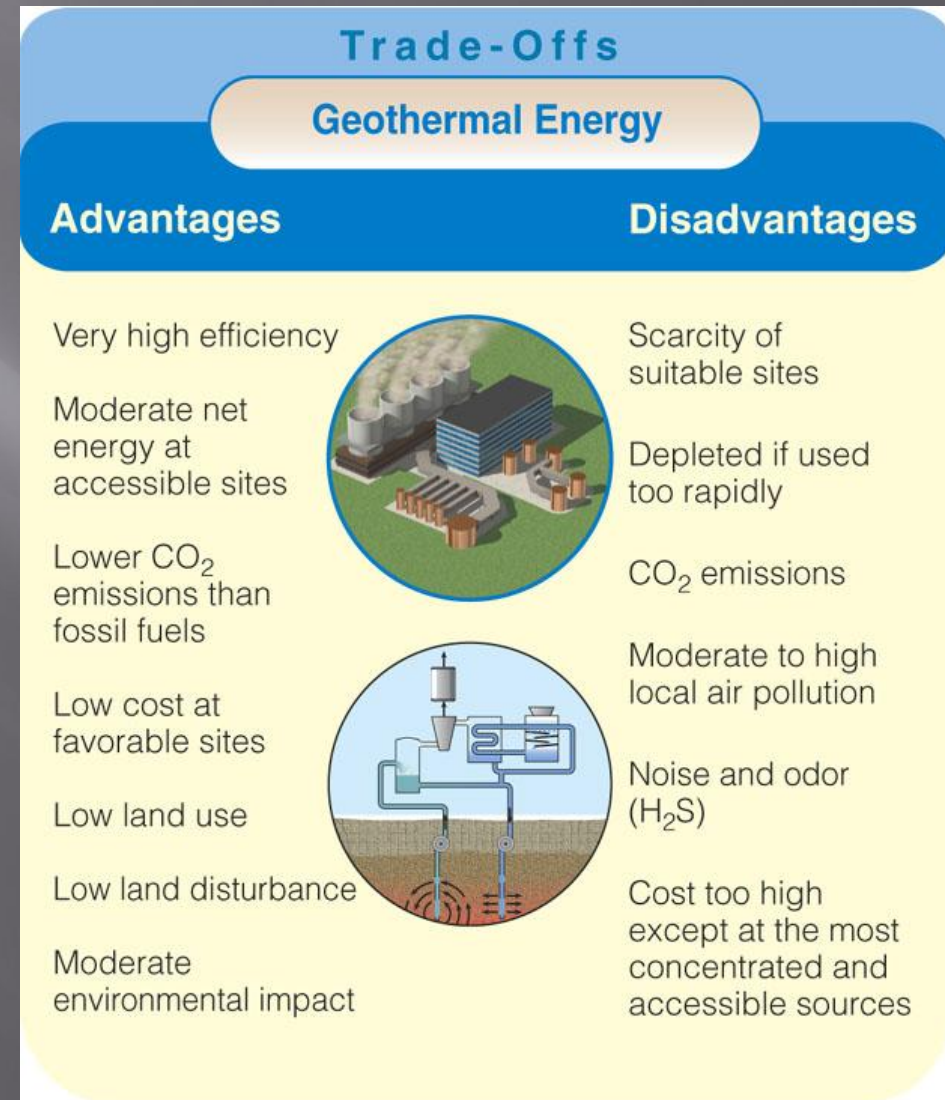 Trade-Offs
Geothermal Energy
Advantages
Very high efficiency
Moderate net
energy at
accessible sites
Lower CO₂
emissions than
fossil fuels
Low cost at
favorable sites
Low land use
Low land disturbance
Moderate
environmental impact
Disadvantages
Scarcity of
suitable sites
Depleted if used
too rapidly
CO₂ emissions
Moderate to high
local air pollution
Noise and odor
(H₂S)
Cost too high
except at the most
concentrated and
accessible sources